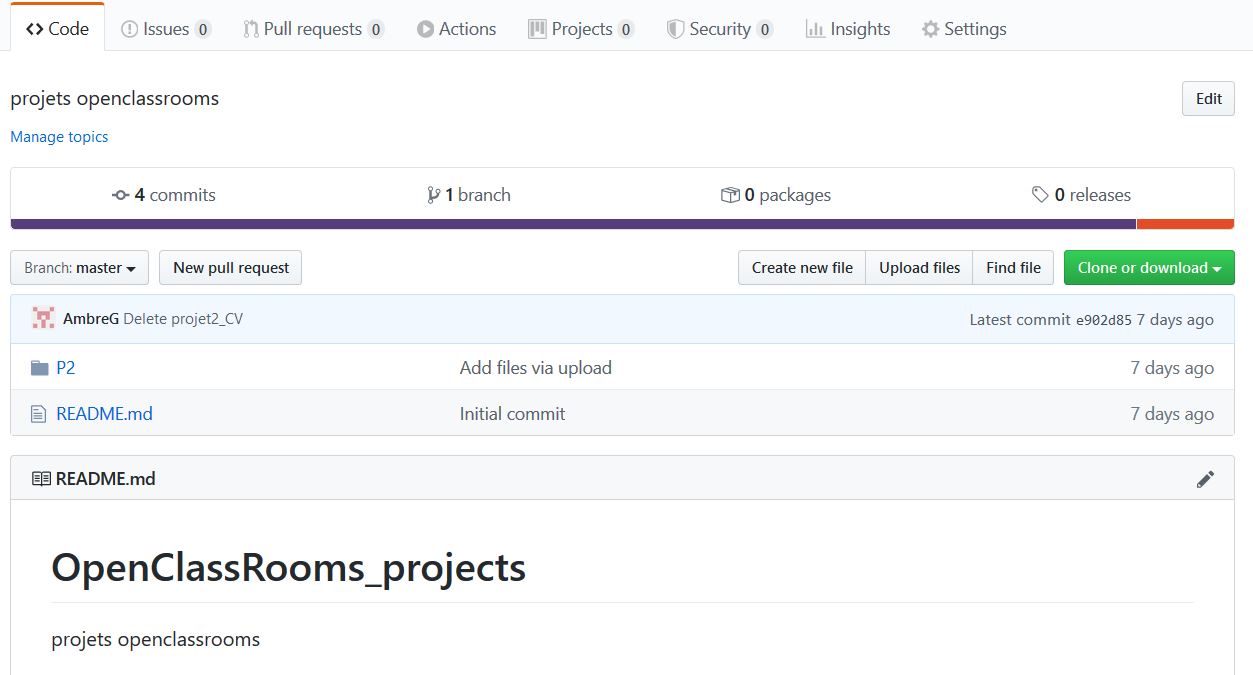 Code Issues 0 Pull requests 0 Actions Projects 0 Security 0 Insights Settings
projets openclassrooms Edit
Manage topics
4 commits 1 branch 0 packages 0 releases
Branch: master New pull request Create new file Upload files Find file Clone or download
AmbreG Delete projet2_CV Latest commit e902d85 7 days ago
P2 Add files via upload 7 days ago
README.md Initial commit 7 days ago
README.md
OpenClassRooms_projects
projets openclassrooms